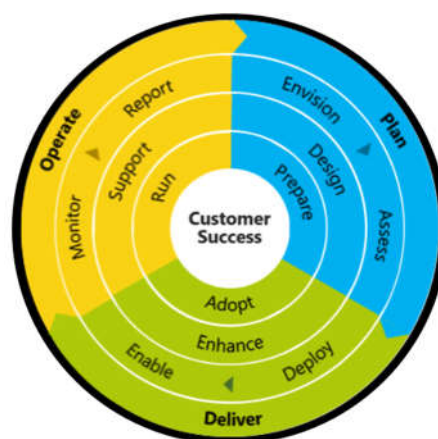 Operate
Report
Monitor
Support
Run
Plan
Envision
Assess
Design
Prepare
Customer
Success
Adopt
Enhance
Enable
Deploy
Deliver